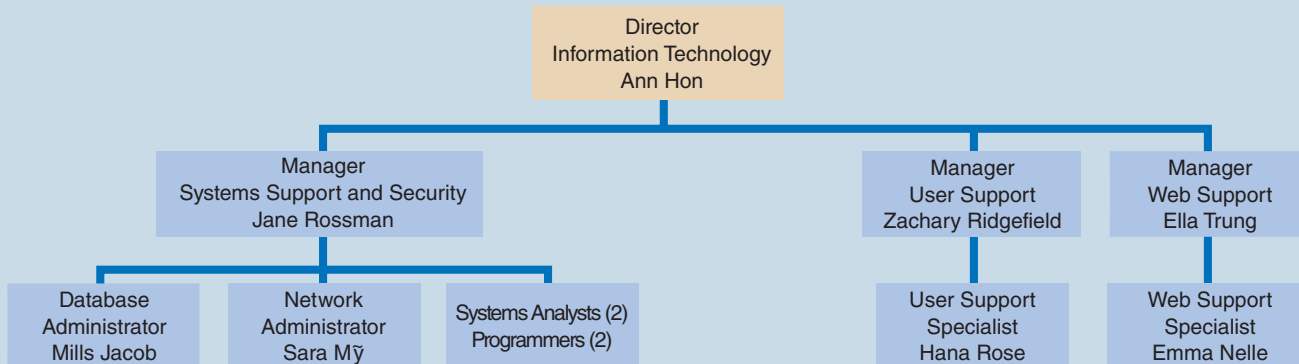 Director
Information Technology
Ann Hon
Manager
Systems Support and Security
Jane Rossman
Manager
User Support
Zachary Ridgefield
Manager
Web Support
Ella Trung
Database
Administrator
Mills Jacob
Network
Administrator
Sara Mỹ
Systems Analysts (2)
Programmers (2)
User Support
Specialist
Hana Rose
Web Support
Specialist
Emma Nelle